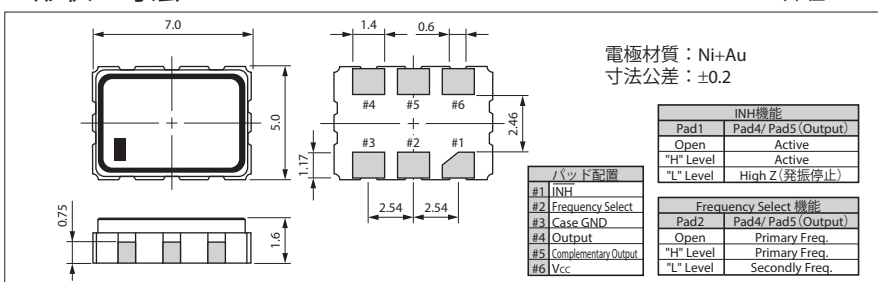 7.0
5.0
0.75
1.6
1.4
0.6
#4
#5
#6
#3
#2
#1
2.46
1.17
2.54
2.54
電極材質：Ni+Au
寸法公差：±0.2
パッド配置
#1 INH
#2 Frequency Select
#3 Case GND
#4 Output
#5 Complementary Output
#6 Vcc
INH機能
Pad1 Pad4/ Pad5(Output)
Open Active
"H" Level Active
"L" Level High Z(発振停止)
Frequency Select 機能
Pad2 Pad4/ Pad5(Output)
Open Primary Freq.
"H" Level Primary Freq.
"L" Level Secondly Freq.